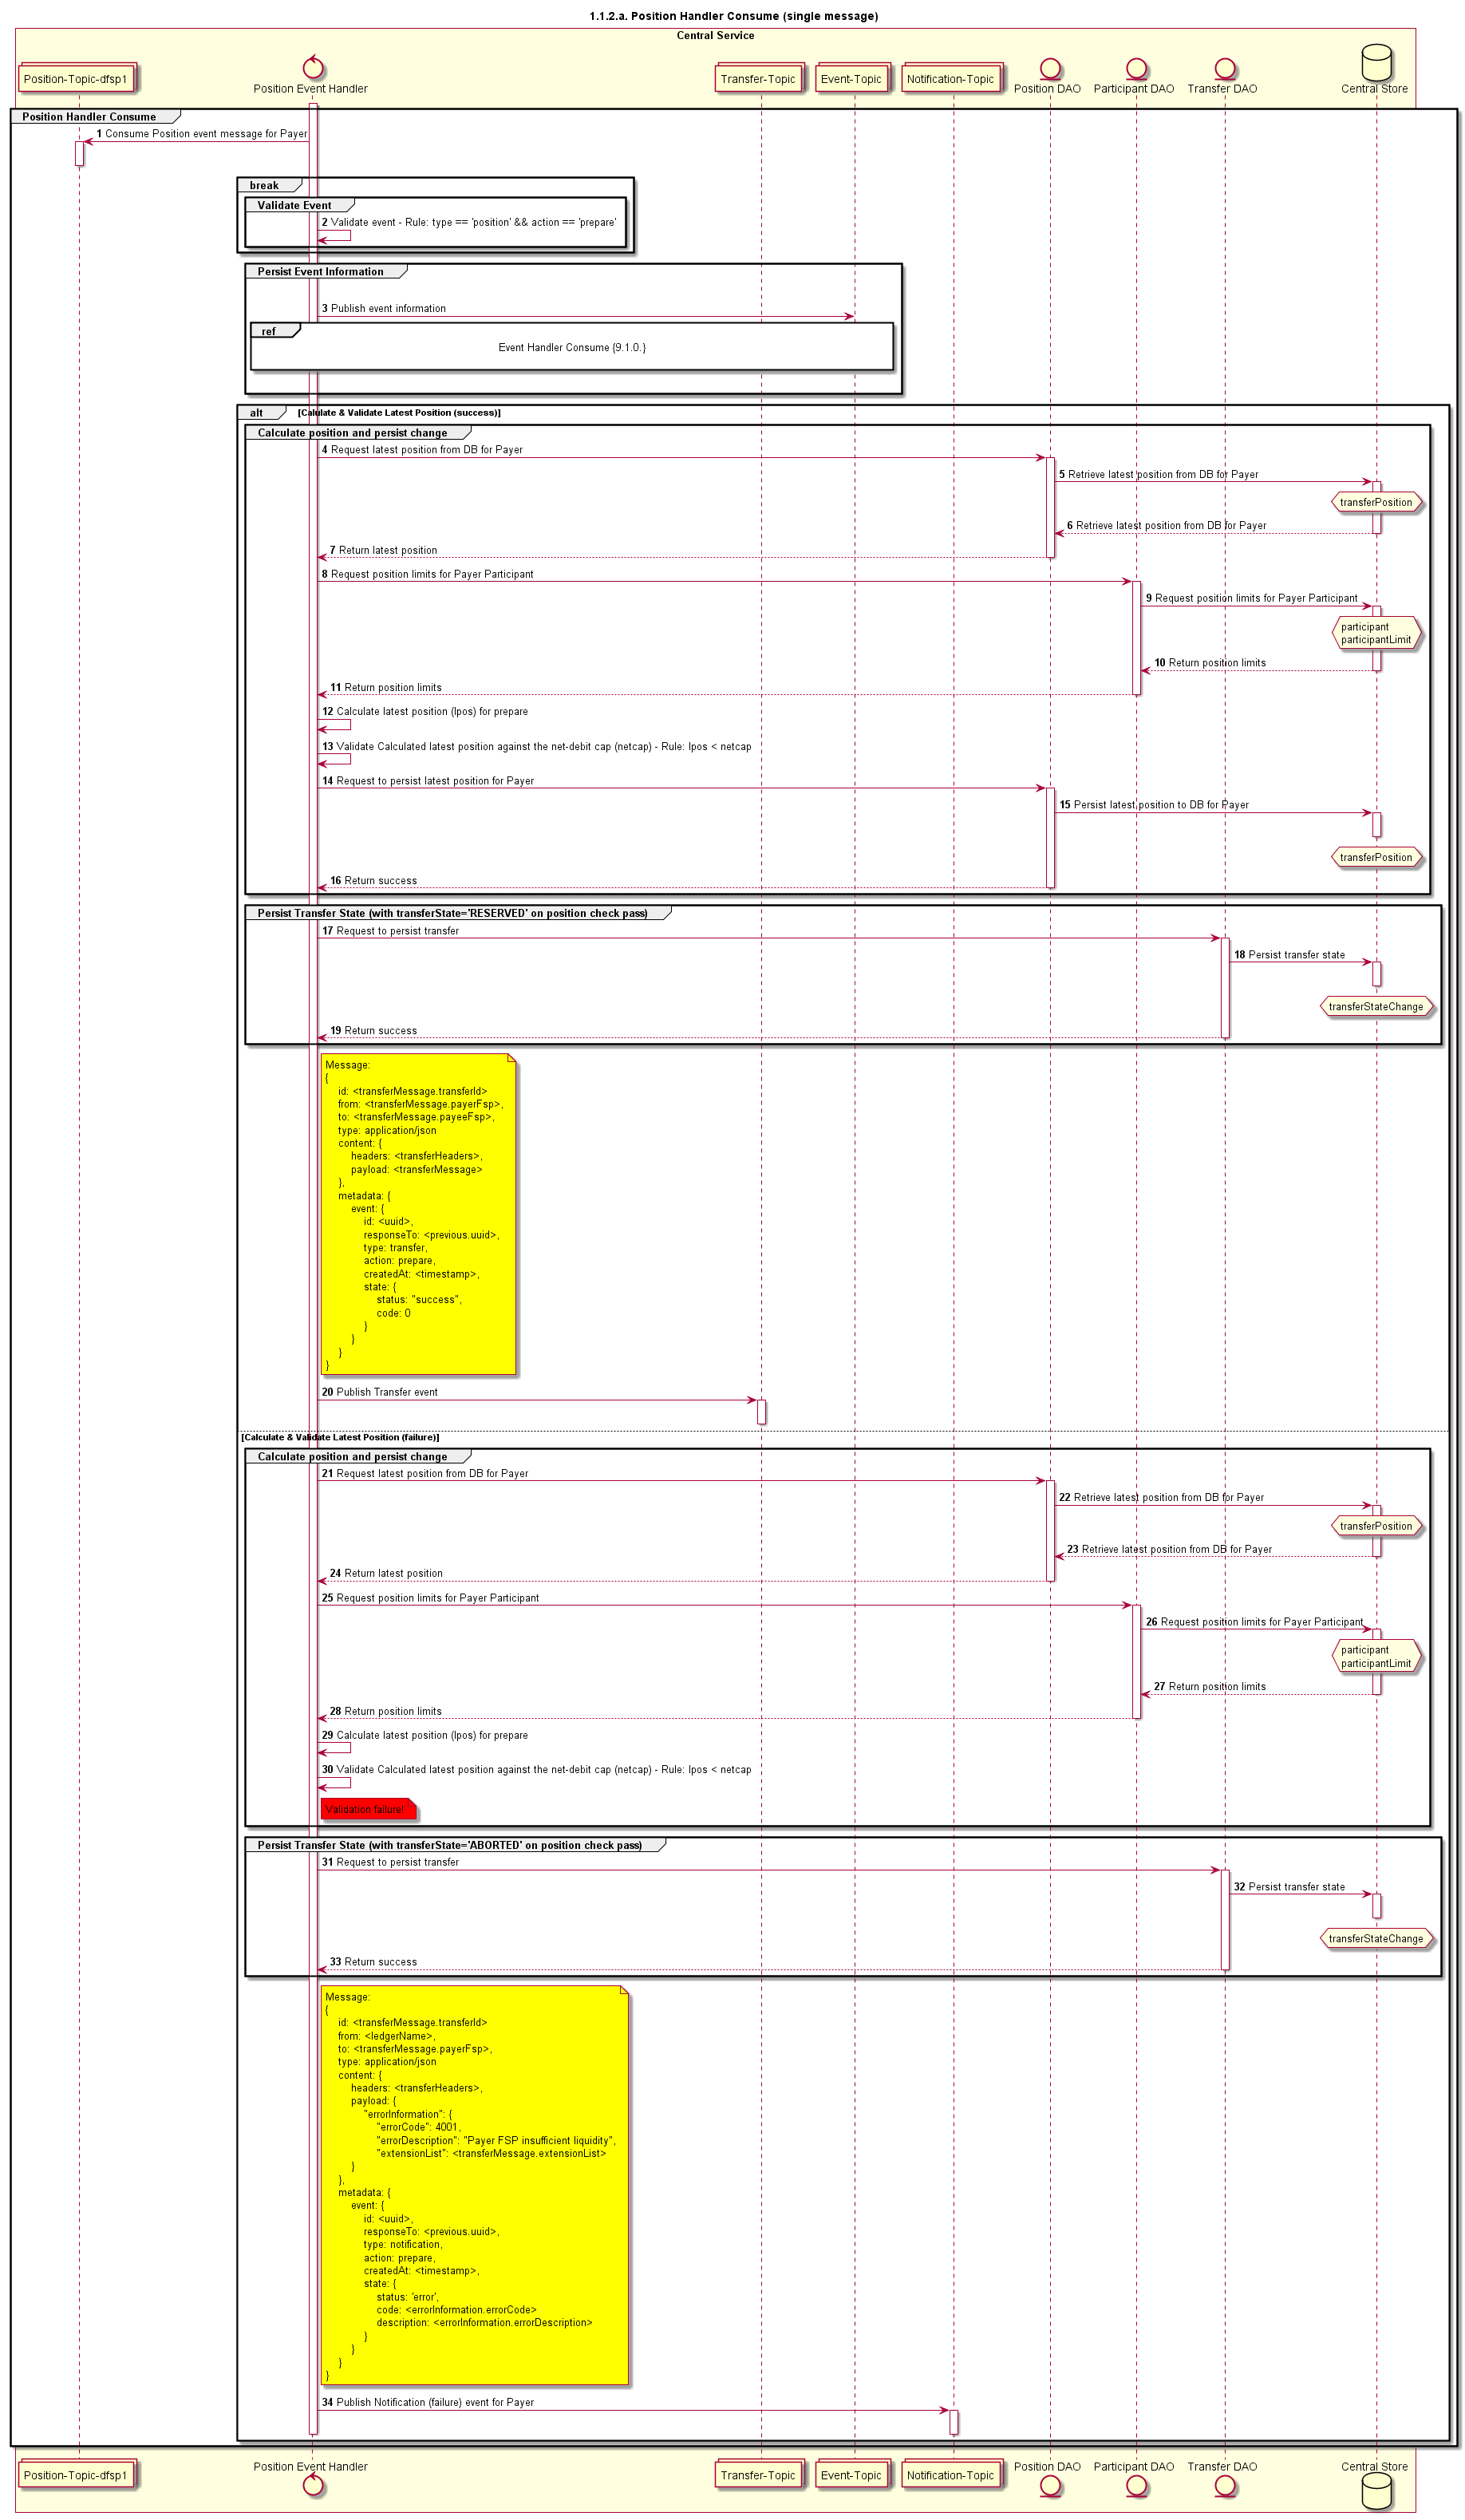 1.1.2.a. Position Handler Consume (single message)
Central Service
Position-Topic-dfsp1
Position Event Handler
Transfer-Topic
Event-Topic
Notification-Topic
Position DAO
Participant DAO
Transfer DAO
Central Store
Position Handler Consume
1 Consume Position event message for Payer
break
Validate Event
2 Validate event - Rule: type == 'position' && action == 'prepare'
Persist Event Information
3 Publish event information
ref
Event Handler Consume {9.1.0.}
alt [Calulate & Validate Latest Position (success)]
Calculate position and persist change
4 Request latest position from DB for Payer
5 Retrieve latest position from DB for Payer
transferPosition
6 Retrieve latest position from DB for Payer
7 Return latest position
8 Request position limits for Payer Participant
9 Request position limits for Payer Participant
participant
participantLimit
10 Return position limits
11 Return position limits
12 Calculate latest position (lpos) for prepare
13 Validate Calculated latest position against the net-debit cap (netcap) - Rule: lpos < netcap
14 Request to persist latest position for Payer
15 Persist latest position to DB for Payer
transferPosition
16 Return success
Persist Transfer State (with transferState='RESERVED' on position check pass)
17 Request to persist transfer
18 Persist transfer state
transferStateChange
19 Return success
Message:
{
id: <transferMessage.transferId>
from: <transferMessage.payerFsp>,
to: <transferMessage.payeeFsp>,
type: application/json
content: {
headers: <transferHeaders>,
payload: <transferMessage>
},
metadata: {
event: {
id: <uuid>,
responseTo: <previous.uuid>,
type: transfer,
action: prepare,
createdAt: <timestamp>,
state: {
status: "success",
code: 0
}
}
}
}
20 Publish Transfer event
[Calculate & Validate Latest Position (failure)]
Calculate position and persist change
21 Request latest position from DB for Payer
22 Retrieve latest position from DB for Payer
transferPosition
23 Retrieve latest position from DB for Payer
24 Return latest position
25 Request position limits for Payer Participant
26 Request position limits for Payer Participant
participant
participantLimit
27 Return position limits
28 Return position limits
29 Calculate latest position (lpos) for prepare
30 Validate Calculated latest position against the net-debit cap (netcap) - Rule: lpos < netcap
Validation failure!
Persist Transfer State (with transferState='ABORTED' on position check pass)
31 Request to persist transfer
32 Persist transfer state
transferStateChange
33 Return success
Message:
{
id: <transferMessage.transferId>
from: <ledgerName>,
to: <transferMessage.payerFsp>,
type: application/json
content: {
headers: <transferHeaders>,
payload: {
"errorInformation": {
"errorCode": 4001,
"errorDescription": "Payer FSP insufficient liquidity",
"extensionList": <transferMessage.extensionList>
}
},
metadata: {
event: {
id: <uuid>,
responseTo: <previous.uuid>,
type: notification,
action: prepare,
createdAt: <timestamp>,
state: {
status: 'error',
code: <errorInformation.errorCode>
description: <errorInformation.errorDescription>
}
}
}
}
34 Publish Notification (failure) event for Payer
Position-Topic-dfsp1
Position Event Handler
Transfer-Topic
Event-Topic
Notification-Topic
Position DAO
Participant DAO
Transfer DAO
Central Store